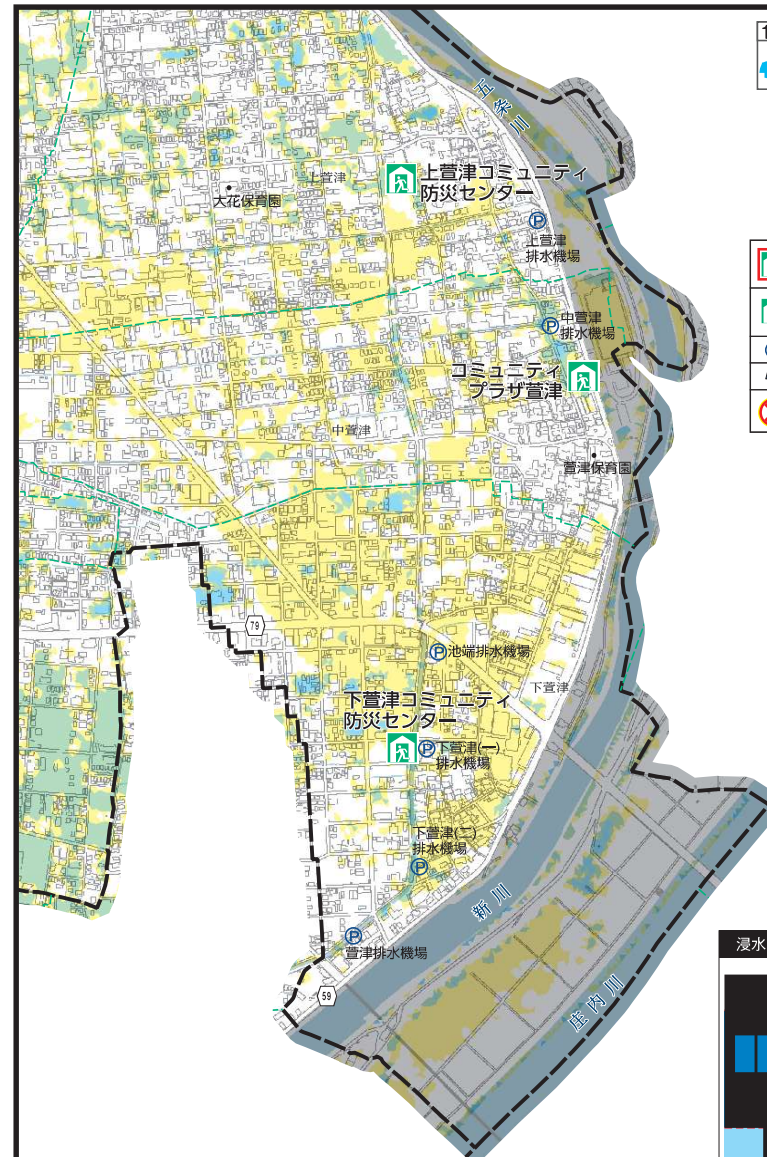 五条川
上萱津
大花保育園
上萱津コミュニティ
防災センター
上萱津
排水機場
P
中萱津
排水機場
P
コミュニティ
プラザ萱津
中萱津
萱津保育園
79
P
池端排水機場
下萱津
下萱津コミュニティ
防災センター
P
下萱津(一)
排水機場
下萱津(二)
排水機場
P
新川
P
萱津排水機場
59
庄内川
浸水